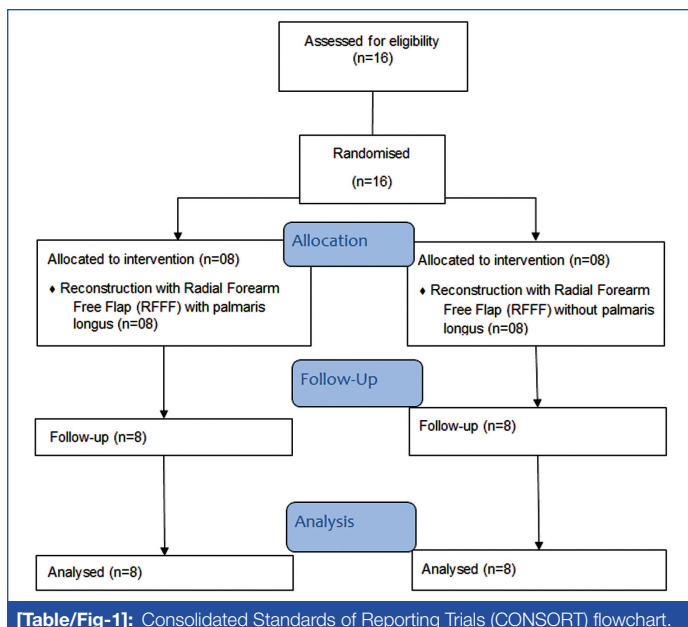 Assessed for eligibility
(n=16)
Randomised
(n=16)
Allocation
Allocated to intervention (n=08)
♦ Reconstruction with Radial Forearm
Free Flap (RFFF) with palmaris
longus (n=08)
Allocated to intervention (n=08)
♦ Reconstruction with Radial Forearm
Free Flap (RFFF) without palmaris
longus (n=08)
Follow-Up
Follow-up (n=8)
Follow-up (n=8)
Analysis
Analysed (n=8)
Analysed (n=8)
[Table/Fig-1]: Consolidated Standards of Reporting Trials (CONSORT) flowchart.